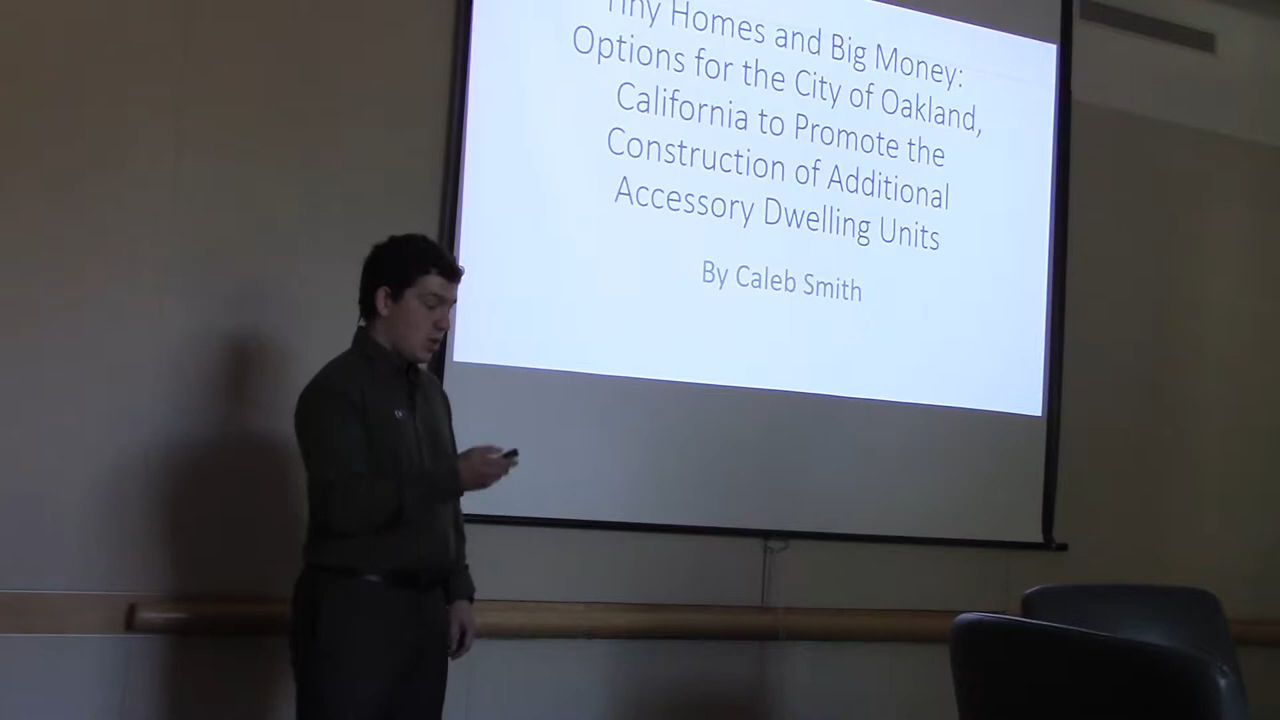 Tiny Homes and Big Money:
Options for the City of Oakland,
California to Promote the
Construction of Additional
Accessory Dwelling Units
By Caleb Smith